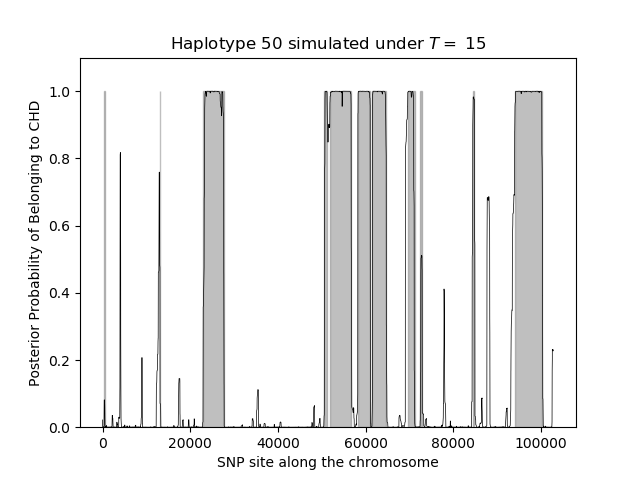 Haplotype 50 simulated under T = 15
Posterior Probability of Belonging to CHD
1.0
0.8
0.6
0.4
0.2
0.0
0 20000 40000 60000 80000 100000
SNP site along the chromosome